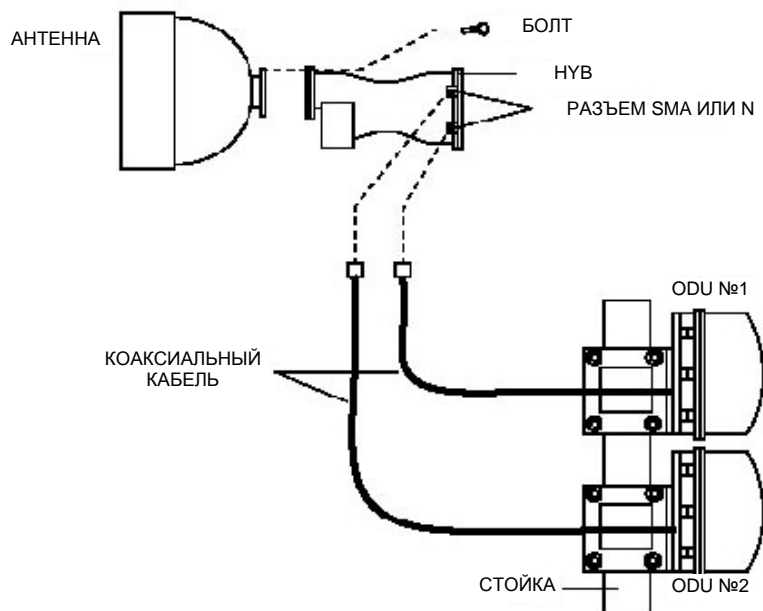 БОЛТ
АНТЕННА
HYB
РАЗЪЕМ SMA ИЛИ N
ODU №1
КОАКСИАЛЬНЫЙ
КАБЕЛЬ
СТОЙКА
ODU №2